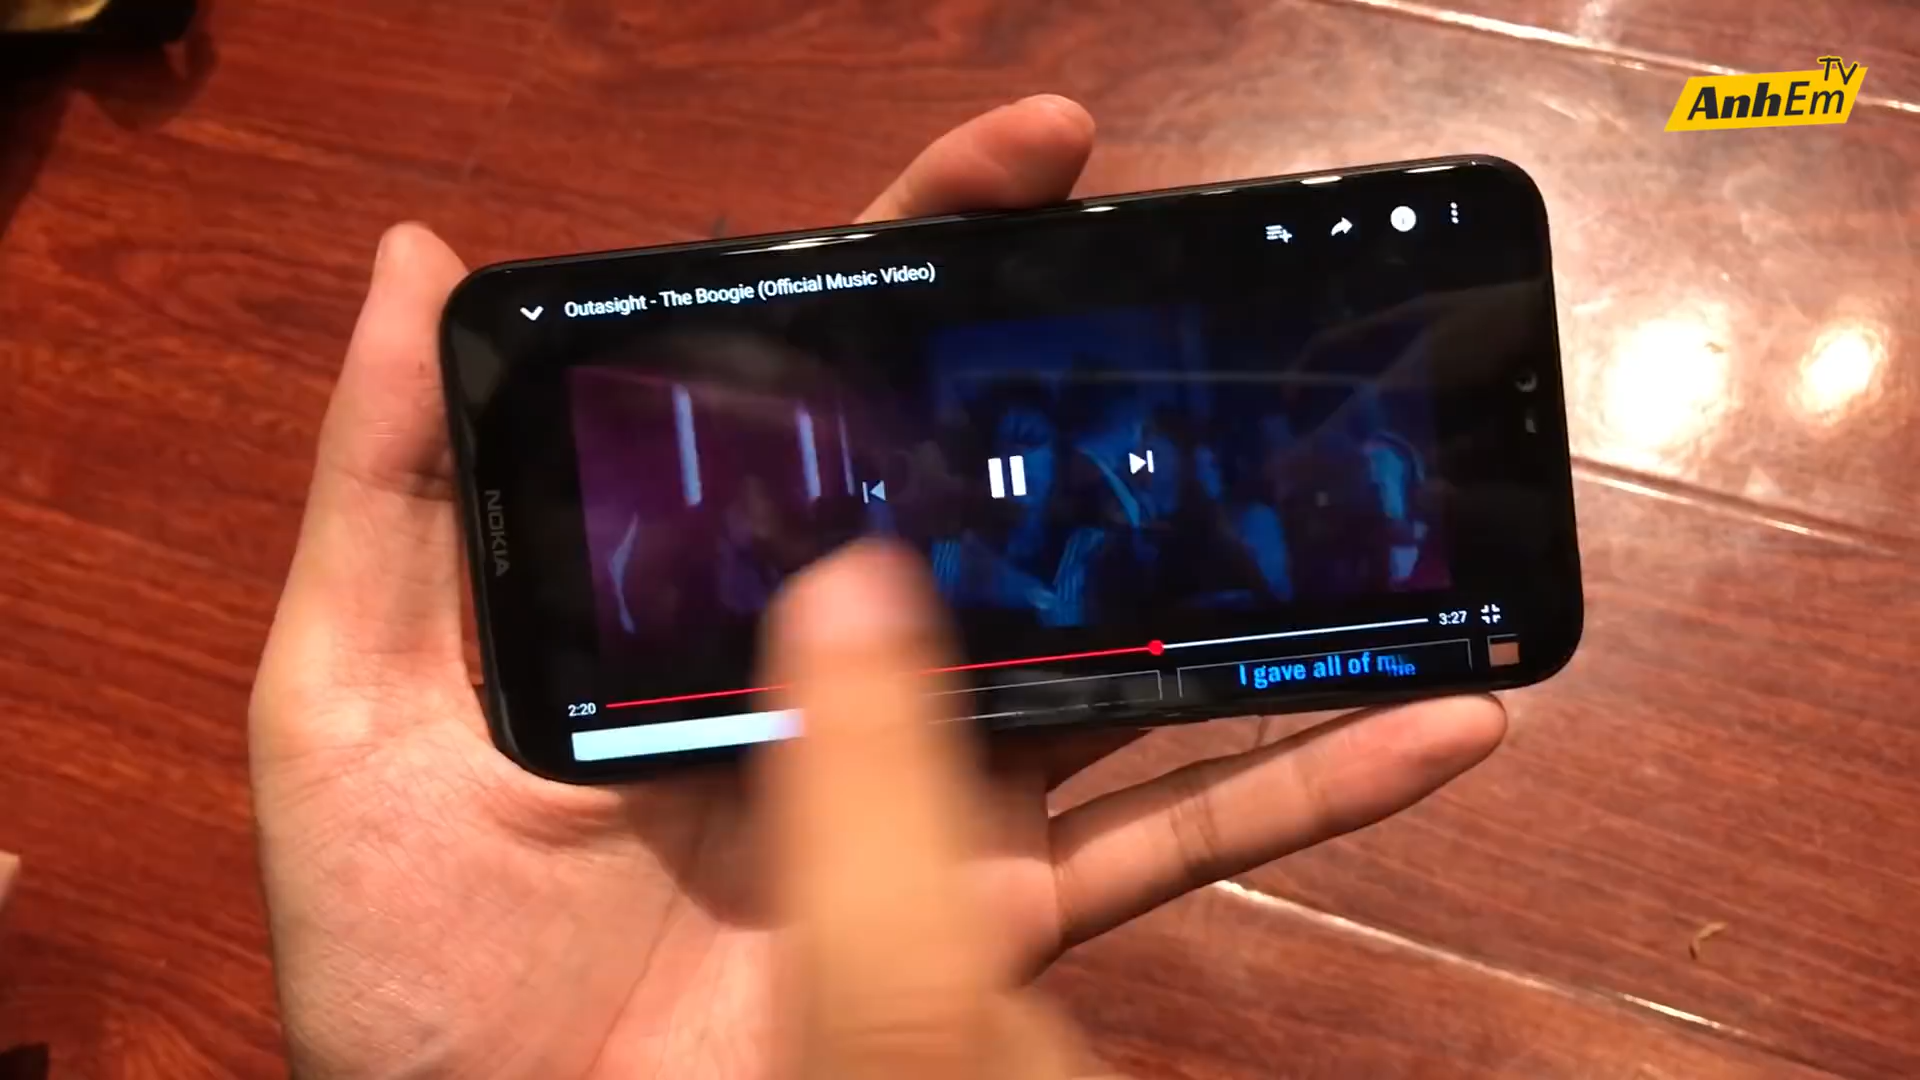 AnhEm TV
Outasight - The Boogie (Official Music Video)
NOKIA
3:27
I gave all of
2:20